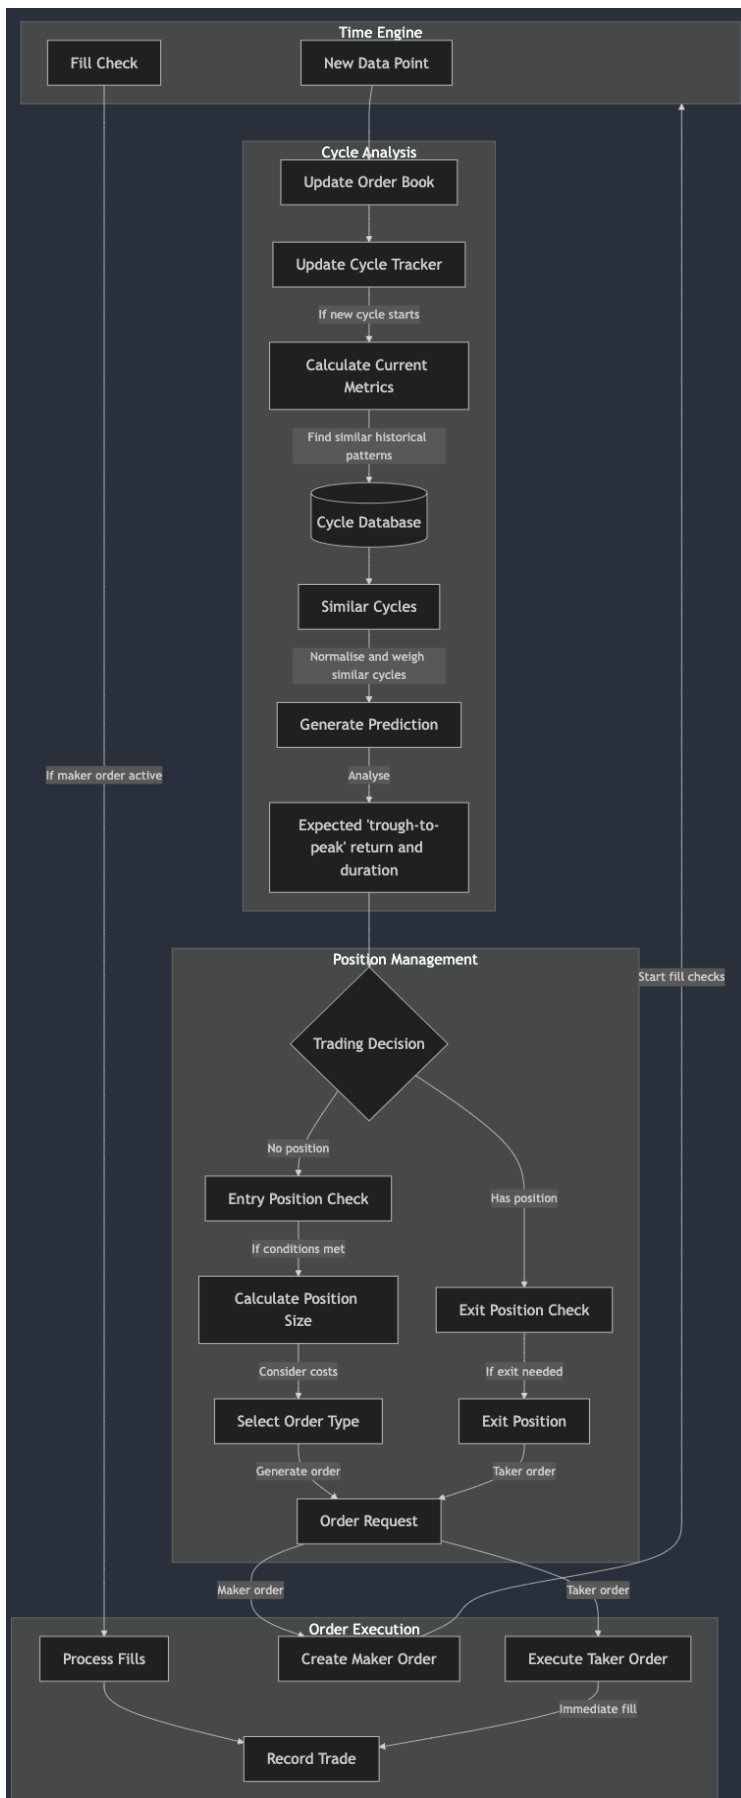 Time Engine
Fill Check
New Data Point
Cycle Analysis
Update Order Book
Update Cycle Tracker
If new cycle starts
Calculate Current
Metrics
Find similar historical
patterns
Cycle Database
Similar Cycles
Normalise and weigh
similar cycles
Generate Prediction
If maker order active
Analyse
Expected 'trough-to-
peak' return and
duration
Position Management
Start fill checks
Trading Decision
No position
Entry Position Check
Has position
If conditions met
Calculate Position
Size
Exit Position Check
Consider costs
If exit needed
Select Order Type
Exit Position
Generate order
Taker order
Order Request
Maker order
Taker order
Order Execution
Process Fills
Create Maker Order
Execute Taker Order
Immediate fill
Record Trade